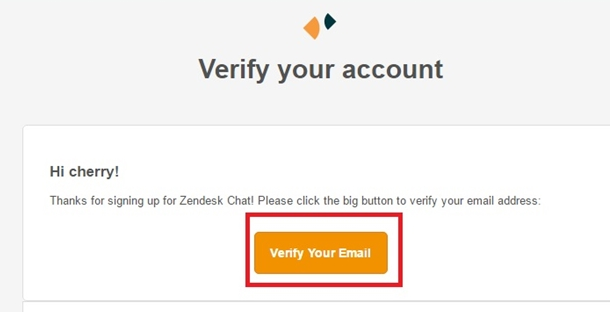 Verify your account
Hi cherry!
Thanks for signing up for Zendesk Chat! Please click the big button to verify your email address:
Verify Your Email